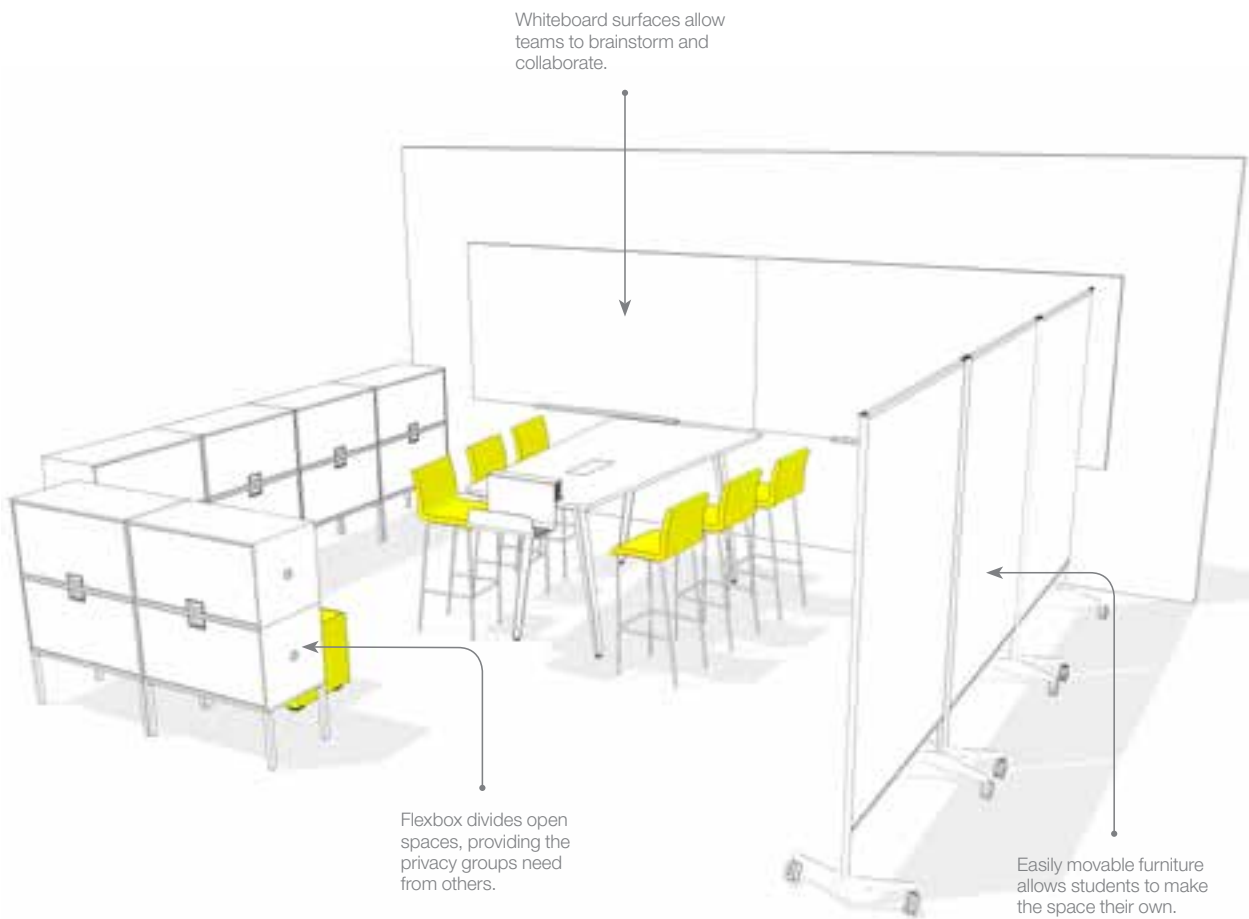 Whiteboard surfaces allow
teams to brainstorm and
collaborate.
Flexbox divides open
spaces, providing the
privacy groups need
from others.
Easily movable furniture
allows students to make
the space their own.